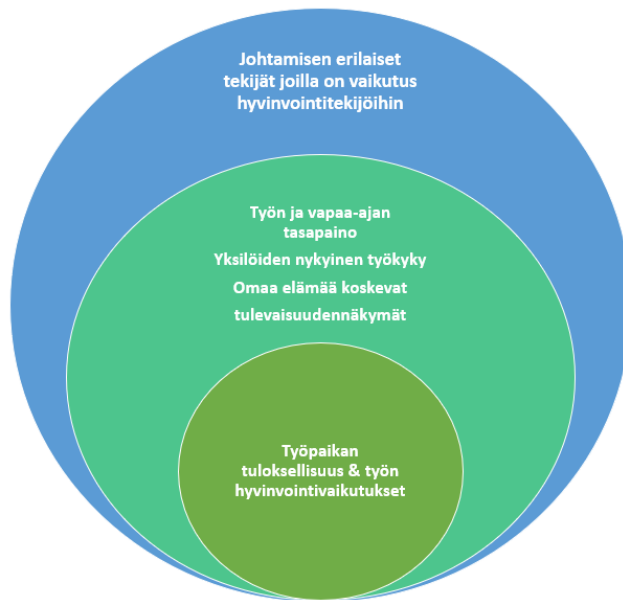 Johtamisen erilaiset
tekijät joilla on vaikutus
hyvinvointitekijöihin
Työn ja vapaa-ajan
tasapaino
Yksilöiden nykyinen työkyky
Omaa elämää koskevat
tulevaisuudennäkymät
Työpaikan
tuloksellisuus & työn
hyvinvointivaikutukset